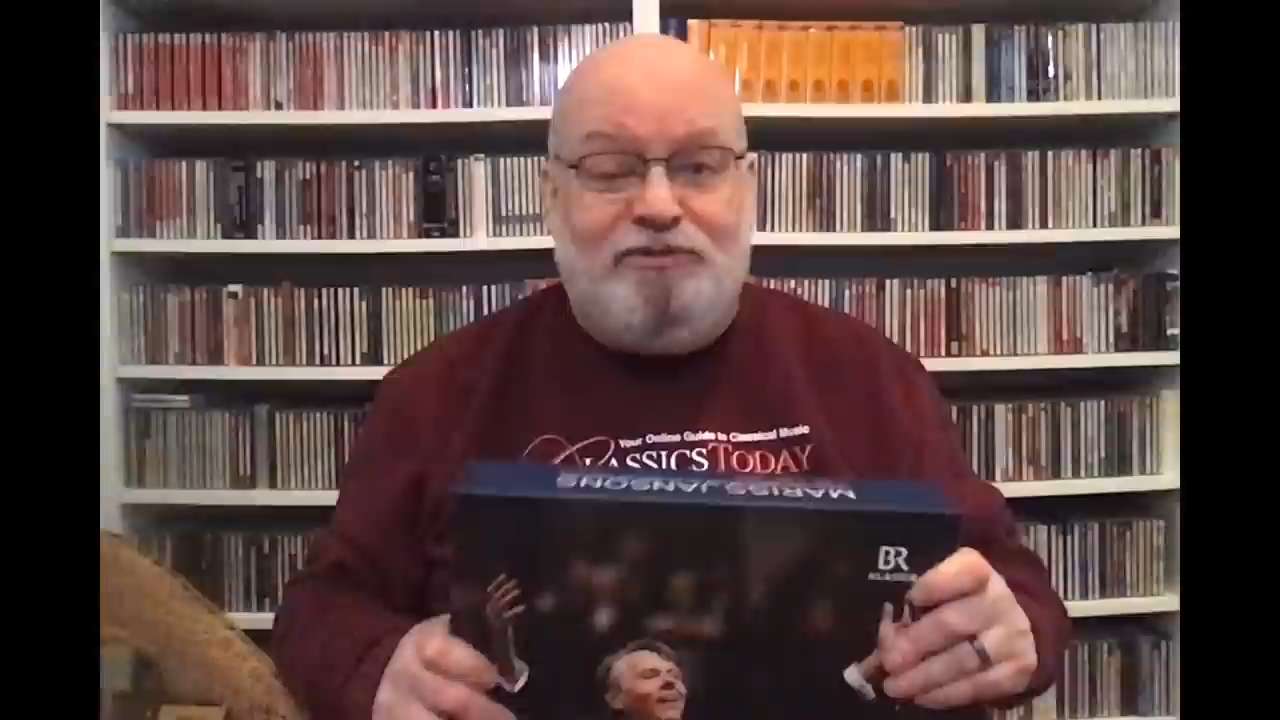 Your Online Guide to Classical Music
CLASSICSTODAY
MARISS JANSONS
BR
KLASSIK